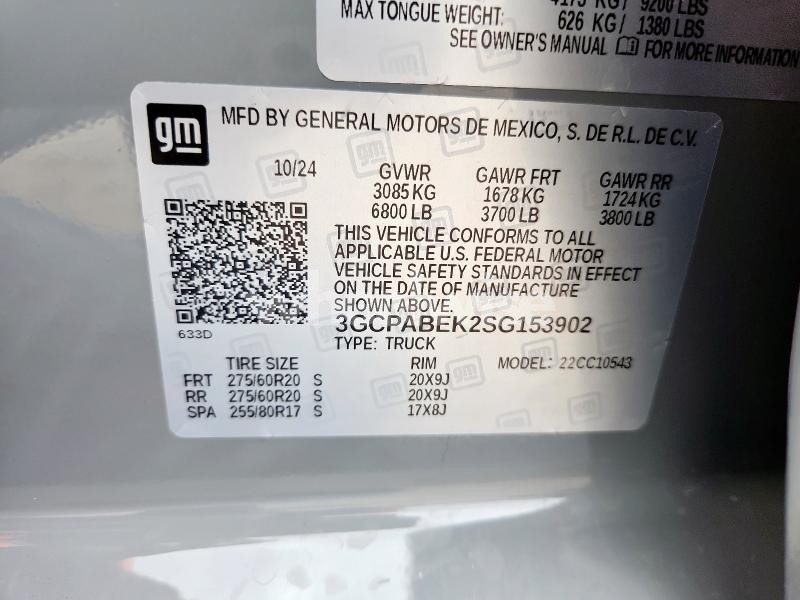 4173 KG / 9200 LBS
MAX TONGUE WEIGHT: 626 KG / 1380 LBS
SEE OWNER'S MANUAL FOR MORE INFORMATION
gm
MFD BY GENERAL MOTORS DE MEXICO, S. DE R.L. DE C.V.
10/24 GVWR GAWR FRT GAWR RR
3085 KG 1678 KG 1724 KG
6800 LB 3700 LB 3800 LB
THIS VEHICLE CONFORMS TO ALL
APPLICABLE U.S. FEDERAL MOTOR
VEHICLE SAFETY STANDARDS IN EFFECT
ON THE DATE OF MANUFACTURE
SHOWN ABOVE.
633D
3GCPABEK2SG153902
TYPE: TRUCK MODEL: 22CC10543
TIRE SIZE RIM
FRT 275/60R20 S 20X9J
RR 275/60R20 S 20X9J
SPA 255/80R17 S 17X8J